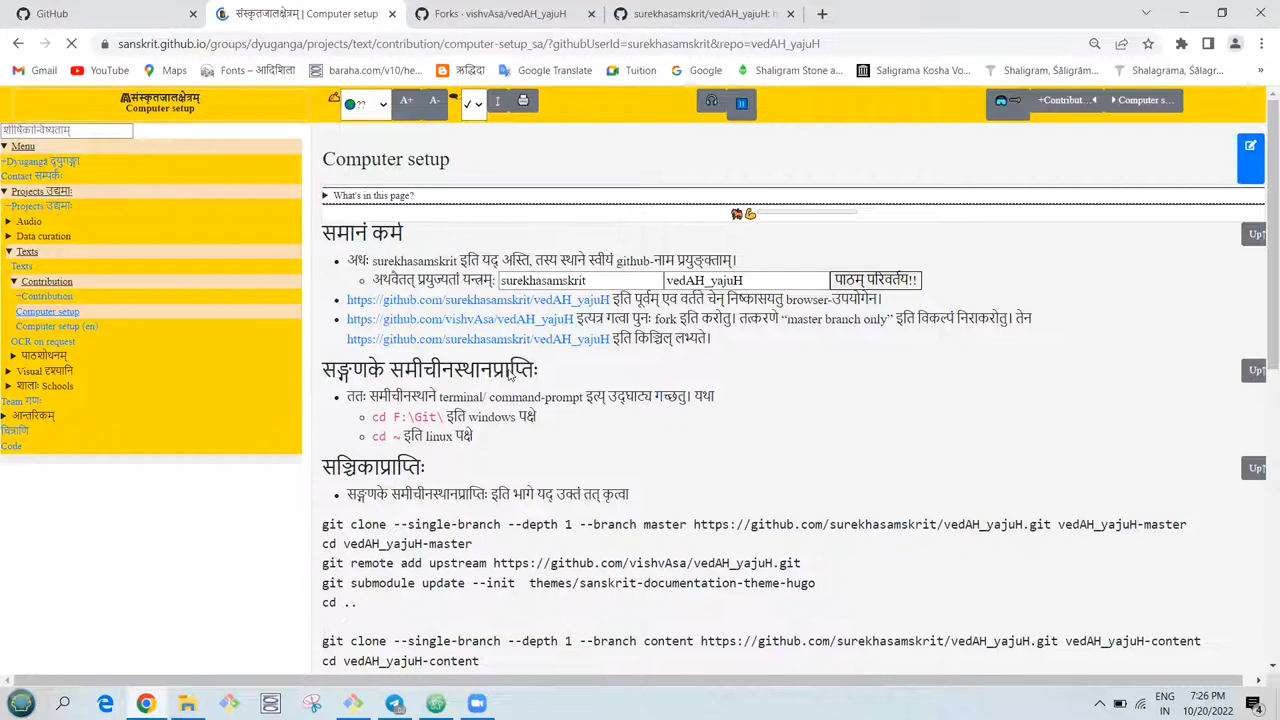 GitHub
संस्कृतजालक्षेत्रम् | Computer setup
Forks · vishvAsa/vedAH_yajuH
surekhasamskrit/vedAH_yajuH: h
sanskrit.github.io/groups/dyuganga/projects/text/contribution/computer-setup_sa/?githubUserId=surekhasamskrit&repo=vedAH_yajuH
Gmail YouTube Maps Fonts – आदिशिला baraha.com/v10/he... ऋद्धिदा Google Translate Tuition Google Shaligram Stone a... Saligrama Kosha Vo... Shaligram, Śāligrām... Shalagrama, Śālagr...
संस्कृतजालक्षेत्रम्
Computer setup
??
A+ A-
+Contribut...
Computer s...
शीर्षिकान्विष्यताम्
Menu
Dyugangā द्युगङ्गा
Contact सम्पर्कः
Projects उद्यमाः
Projects उद्यमाः
Audio
Data curation
Texts
Texts
Contribution
Contribution
Computer setup
Computer setup (en)
OCR on request
पाठशोधनम्
Visual दृश्यानि
शालाः Schools
Team गणः
आन्तरिकम्
चित्राणि
Code
Computer setup
What's in this page?
समानं कर्म
Up↑
अधः surekhasamskrit इति यद् अस्ति, तस्य स्थाने स्वीयं github-नाम प्रयुङ्क्ताम्।
अथवैतत् प्रयुज्यतां यन्त्रम्: surekhasamskrit vedAH_yajuH पाठम् परिवर्तय!!
https://github.com/surekhasamskrit/vedAH_yajuH इति पूर्वम् एव वर्तते चेन् निष्कासयतु browser-उपयोगेन।
https://github.com/vishvAsa/vedAH_yajuH इत्यत्र गत्वा पुनः fork इति करोतु। तत्करणे “master branch only” इति विकल्पं निराकरोतु। तेन
https://github.com/surekhasamskrit/vedAH_yajuH इति किञ्चिल् लभ्यते।
सङ्गणके समीचीनस्थानप्राप्तिः
Up↑
ततः समीचीनस्थाने terminal/ command-prompt इत्य् उद्घाट्य गच्छतु। यथा
cd F:\Git\ इति windows पक्षे
cd ~ इति linux पक्षे
सञ्चिकाप्राप्तिः
Up↑
सङ्गणके समीचीनस्थानप्राप्तिः इति भागे यद् उक्तं तत् कृत्वा
git clone --single-branch --depth 1 --branch master https://github.com/surekhasamskrit/vedAH_yajuH.git vedAH_yajuH-master
cd vedAH_yajuH-master
git remote add upstream https://github.com/vishvAsa/vedAH_yajuH.git
git submodule update --init themes/sanskrit-documentation-theme-hugo
cd ..
git clone --single-branch --depth 1 --branch content https://github.com/surekhasamskrit/vedAH_yajuH.git vedAH_yajuH-content
cd vedAH_yajuH-content
ENG
IN
7:26 PM
10/20/2022
4